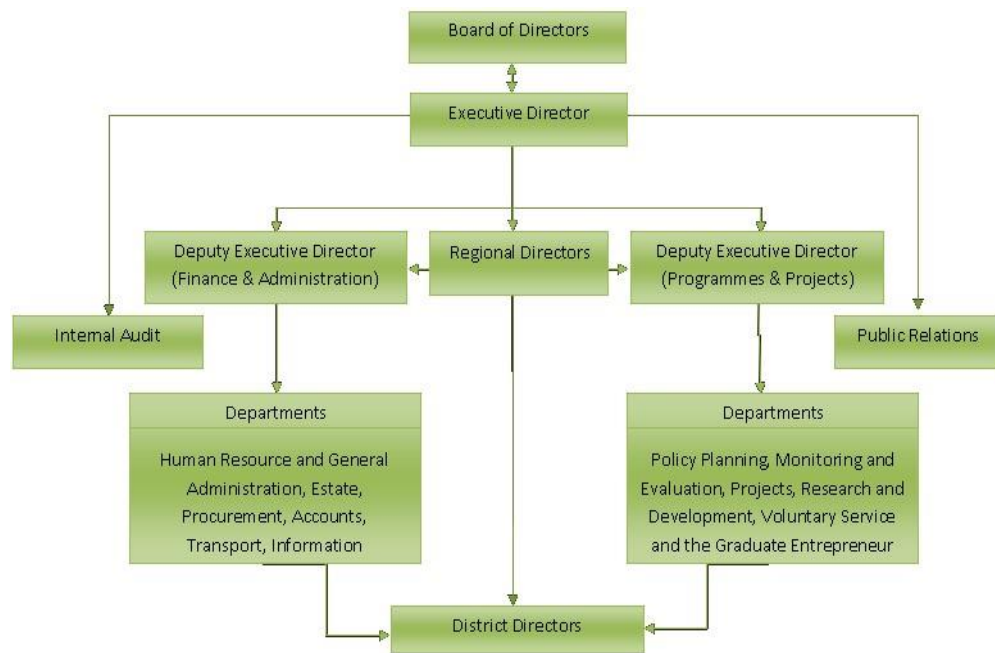 Board of Directors
Executive Director
Deputy Executive Director
(Finance & Administration)
Regional Directors
Deputy Executive Director
(Programmes & Projects)
Internal Audit
Public Relations
Departments
Human Resource and General
Administration, Estate,
Procurement, Accounts,
Transport, Information
Departments
Policy Planning, Monitoring and
Evaluation, Projects, Research and
Development, Voluntary Service
and the Graduate Entrepreneur
District Directors